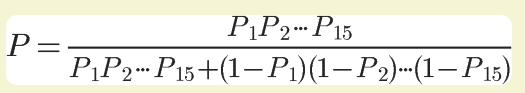 P = P₁P₂···P₁₅ / P₁P₂···P₁₅+(1−P₁)(1−P₂)···(1−P₁₅)